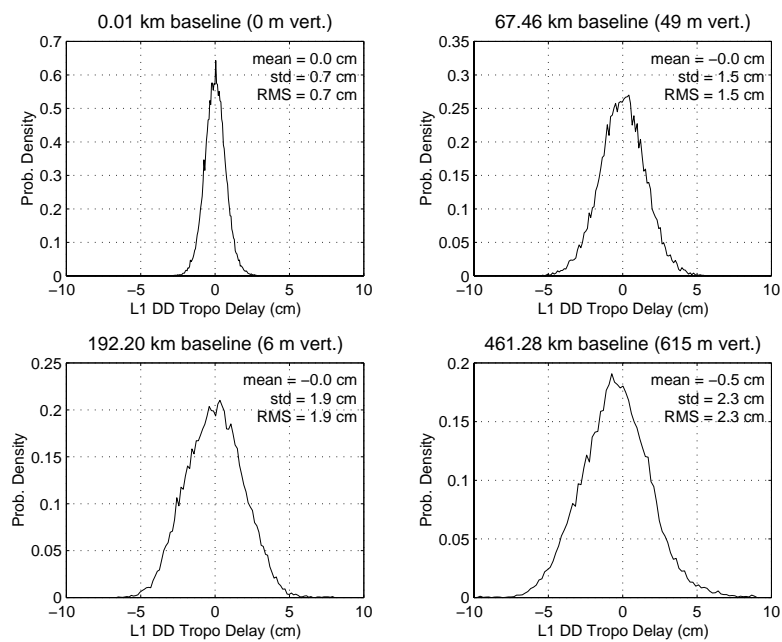 0.01 km baseline (0 m vert.)
mean = 0.0 cm
std = 0.7 cm
RMS = 0.7 cm
0.7
0.6
0.5
0.4
0.3
0.2
0.1
0
Prob. Density
−10
−5
0
5
10
L1 DD Tropo Delay (cm)
67.46 km baseline (49 m vert.)
mean = −0.0 cm
std = 1.5 cm
RMS = 1.5 cm
0.35
0.3
0.25
0.2
0.15
0.1
0.05
0
Prob. Density
−10
−5
0
5
10
L1 DD Tropo Delay (cm)
192.20 km baseline (6 m vert.)
mean = −0.0 cm
std = 1.9 cm
RMS = 1.9 cm
0.25
0.2
0.15
0.1
0.05
0
Prob. Density
−10
−5
0
5
10
L1 DD Tropo Delay (cm)
461.28 km baseline (615 m vert.)
mean = −0.5 cm
std = 2.3 cm
RMS = 2.3 cm
0.2
0.15
0.1
0.05
0
Prob. Density
−10
−5
0
5
10
L1 DD Tropo Delay (cm)